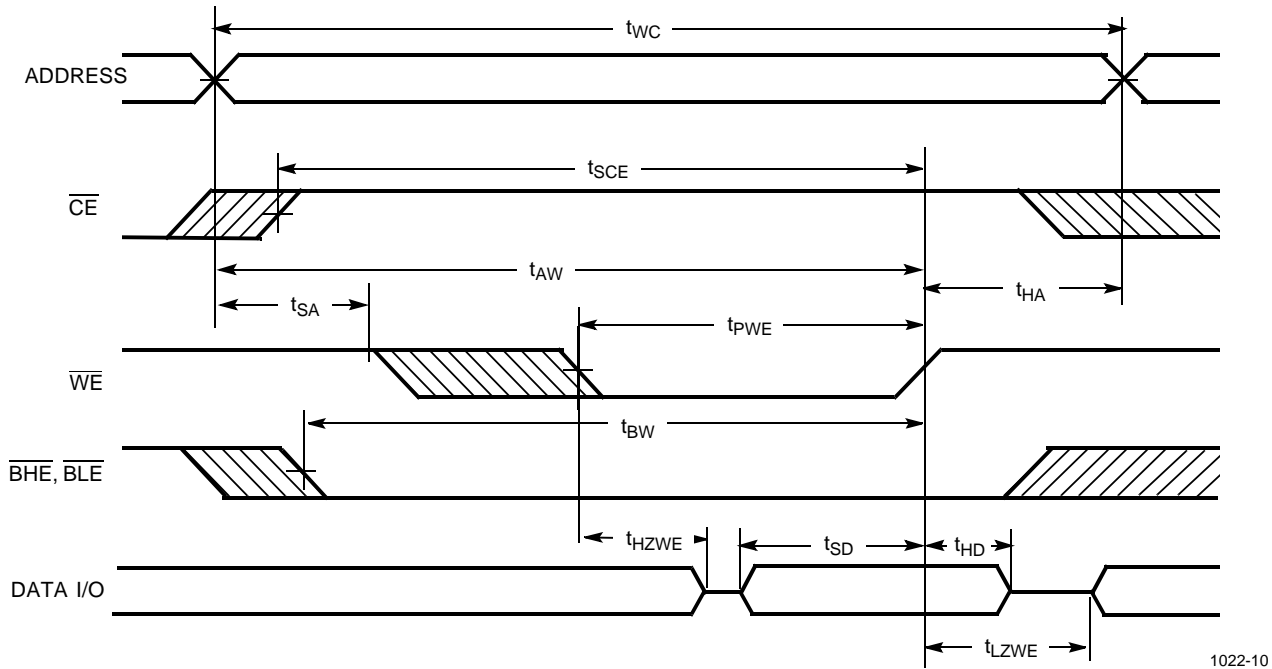 tWC
ADDRESS
tSCE
CE
tAW
tSA
tHA
tPWE
WE
tBW
BHE, BLE
tHZWE
tSD
tHD
DATA I/O
tLZWE
1022-10